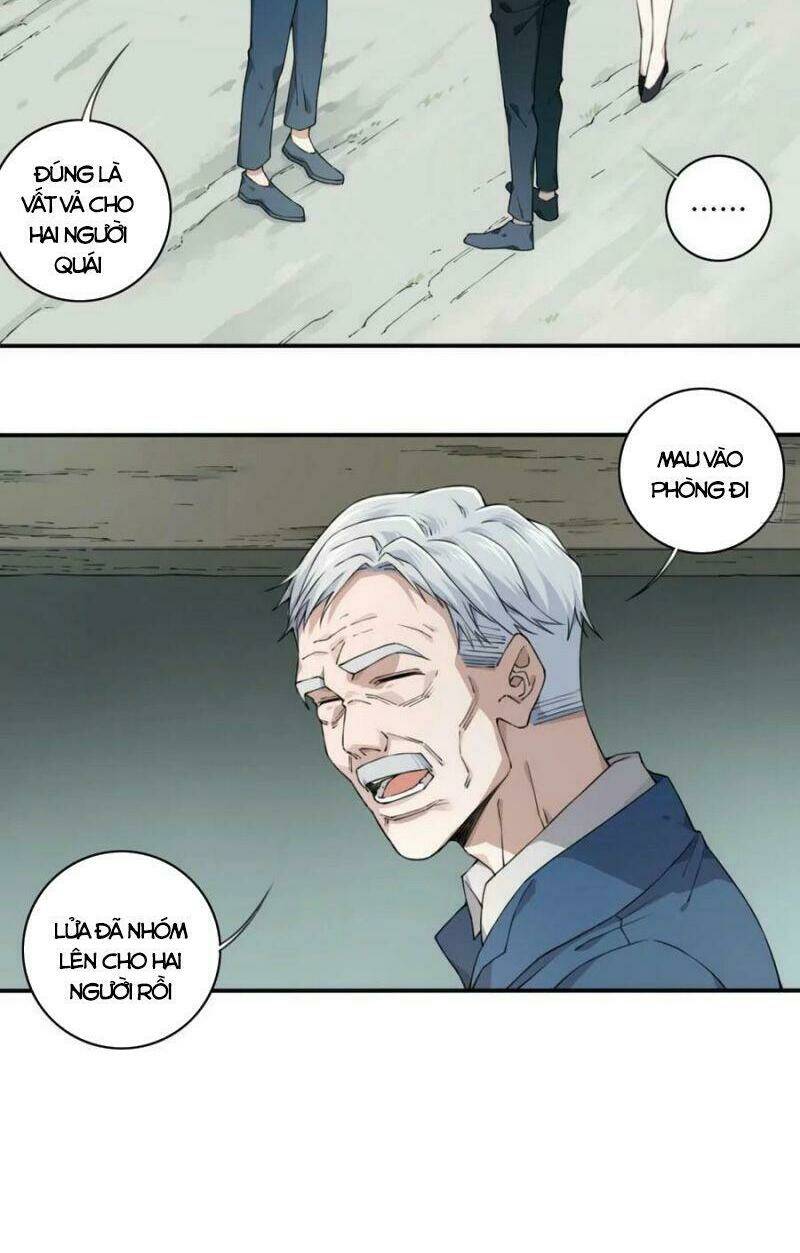 ĐÚNG LÀ
VẤT VẢ CHO
HAI NGƯỜI
QUÁI
......
MAU VÀO
PHÒNG ĐI
LỬA ĐÃ NHÓM
LÊN CHO HAI
NGƯỜI RỒI